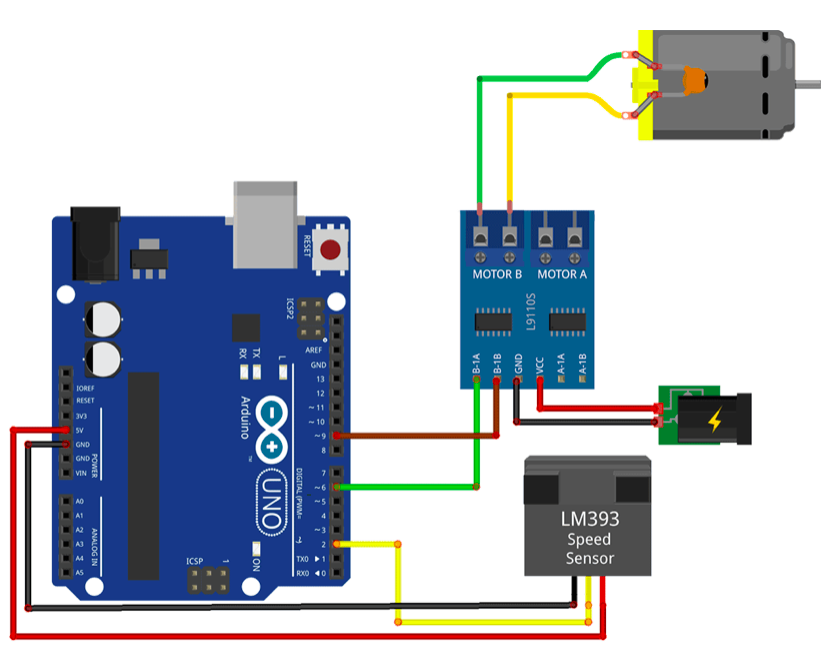 RESET
ICSP2
AREF
GND
13
12
~ 11
~ 10
~ 9
8
7
~ 6
~ 5
4
~ 3
2
TX0 ▶ 1
RX0 ◀ 0
RX
TX
L
Arduino
™
UNO
DIGITAL (PWM= ~)
ON
ICSP
1
IOREF
RESET
3V3
5V
GND
GND
VIN
POWER
A0
A1
A2
A3
A4
A5
ANALOG IN
MOTOR B
MOTOR A
L9110S
B-1A
B-1B
GND
VCC
A-1A
A-1B
LM393
Speed
Sensor